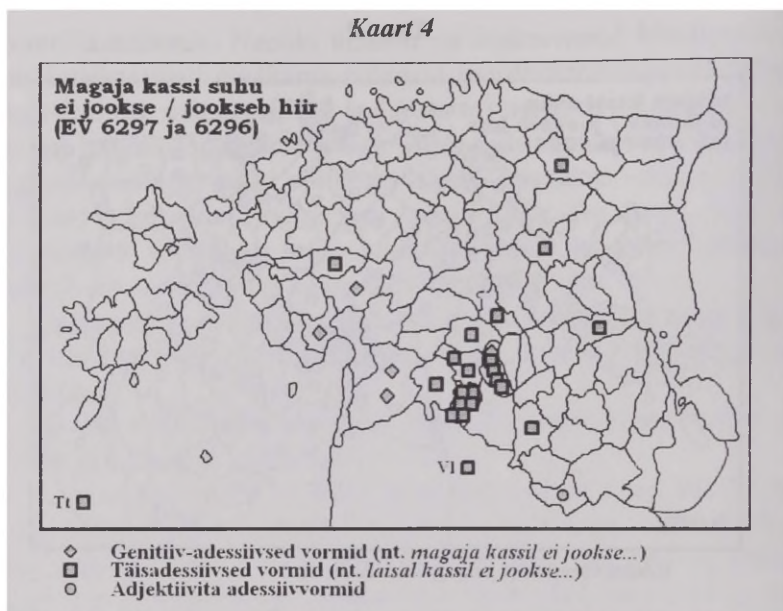 Kaart 4
Magaja kassi suhu
ei jookse / jookseb hiir
(EV 6297 ja 6296)
Vl
Tt
Genitiiv-adessiivsed vormid (nt. magaja kassil ei jookse...)
Täisadessiivsed vormid (nt. laisal kassil ei jookse...)
Adjektiivita adessiivvormid